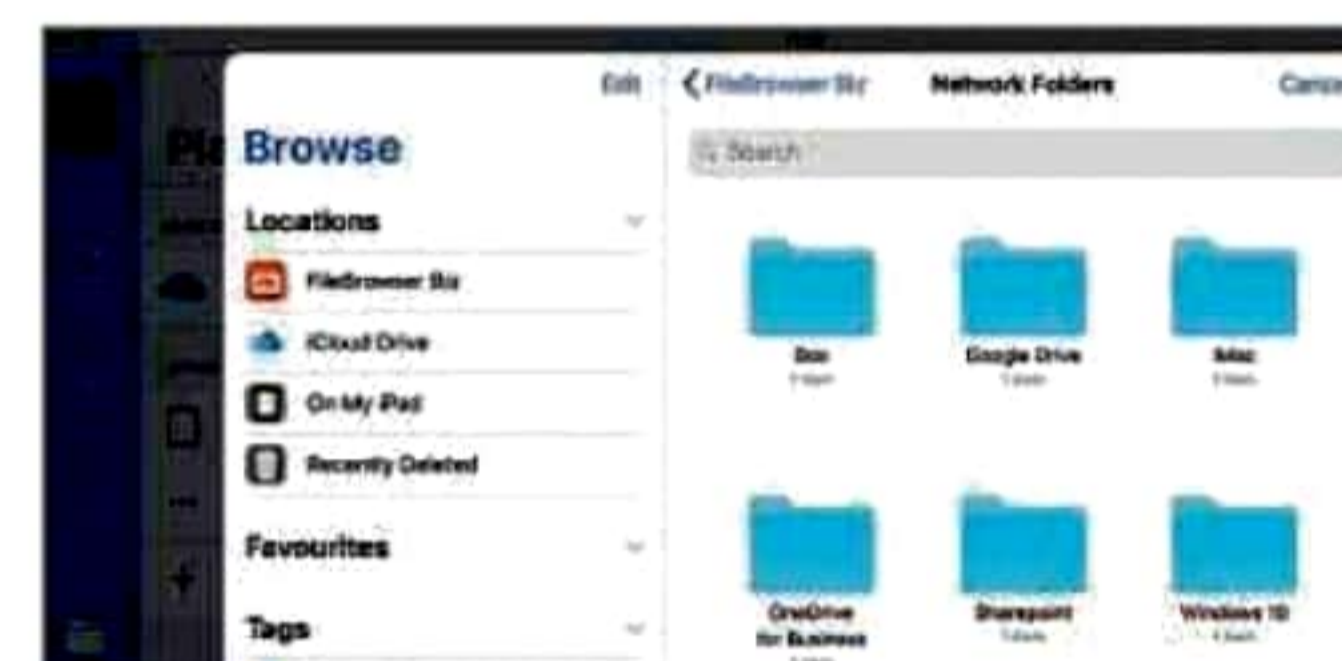 Edit
Browse
Locations
FileBrowser Biz
iCloud Drive
On My iPad
Recently Deleted
Favourites
Tags
FileBrowser Biz
Network Folders
Search
Box
Google Drive
iMac
OneDrive
for Business
Sharepoint
Windows 10